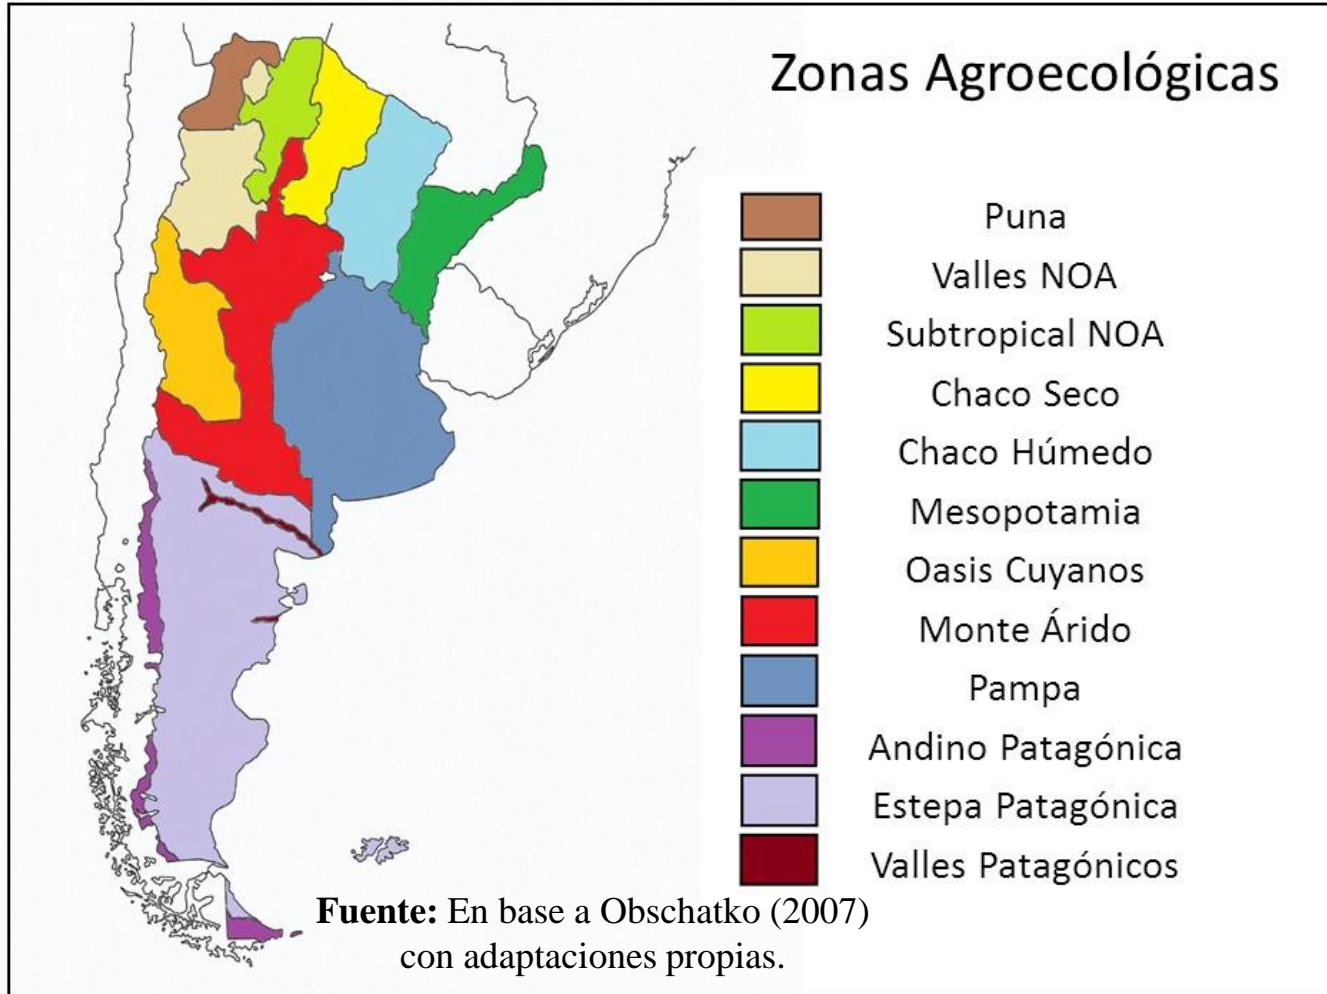 Zonas Agroecológicas
Puna
Valles NOA
Subtropical NOA
Chaco Seco
Chaco Húmedo
Mesopotamia
Oasis Cuyanos
Monte Árido
Pampa
Andino Patagónica
Estepa Patagónica
Valles Patagónicos
Fuente: En base a Obschatko (2007)
con adaptaciones propias.